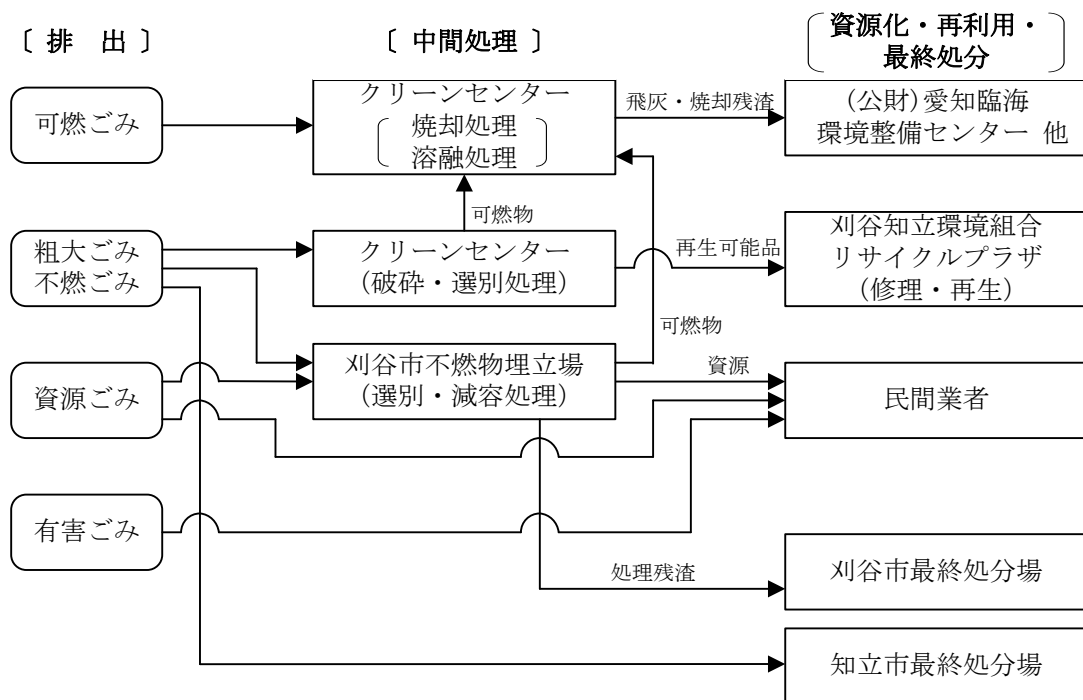 〔 排　出 〕
〔 中間処理 〕
資源化・再利用・
最終処分
可燃ごみ
クリーンセンター
焼却処理
溶融処理
飛灰・焼却残渣
(公財)愛知臨海
環境整備センター 他
可燃物
粗大ごみ
不燃ごみ
クリーンセンター
(破砕・選別処理)
再生可能品
刈谷知立環境組合
リサイクルプラザ
(修理・再生)
可燃物
資源ごみ
刈谷市不燃物埋立場
(選別・減容処理)
資源
民間業者
有害ごみ
処理残渣
刈谷市最終処分場
知立市最終処分場